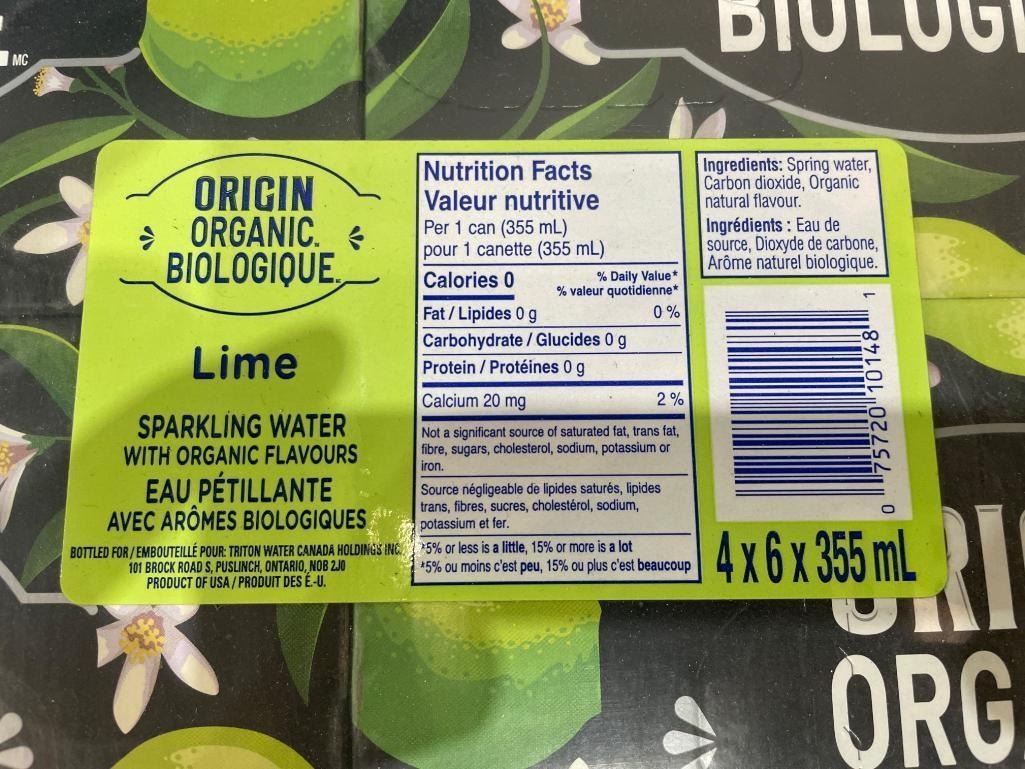 MC
BIOLOGI
ORIGIN
ORGANIC.
BIOLOGIQUE.
Lime
SPARKLING WATER
WITH ORGANIC FLAVOURS
EAU PÉTILLANTE
AVEC ARÔMES BIOLOGIQUES
BOTTLED FOR / EMBOUTEILLÉ POUR: TRITON WATER CANADA HOLDINGS INC.
101 BROCK ROAD S, PUSLINCH, ONTARIO, N0B 2J0
PRODUCT OF USA / PRODUIT DES É.-U.
Nutrition Facts
Valeur nutritive
Per 1 can (355 mL)
pour 1 canette (355 mL)
Calories 0
% Daily Value*
% valeur quotidienne*
Fat / Lipides 0 g 0 %
Carbohydrate / Glucides 0 g
Protein / Protéines 0 g
Calcium 20 mg 2 %
Not a significant source of saturated fat, trans fat,
fibre, sugars, cholesterol, sodium, potassium or
iron.
Source négligeable de lipides saturés, lipides
trans, fibres, sucres, cholestérol, sodium,
potassium et fer.
*5% or less is a little, 15% or more is a lot
*5% ou moins c'est peu, 15% ou plus c'est beaucoup
Ingredients: Spring water,
Carbon dioxide, Organic
natural flavour.
Ingrédients : Eau de
source, Dioxyde de carbone,
Arôme naturel biologique.
0 75720 10148 1
4 x 6 x 355 mL
ORI
ORG